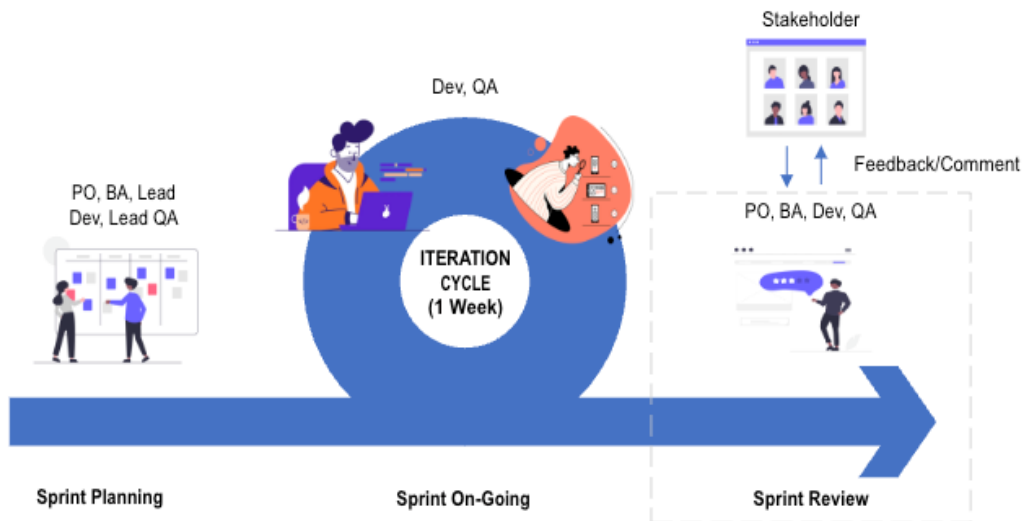 Stakeholder
Dev, QA
Feedback/Comment
PO, BA, Lead
Dev, Lead QA
PO, BA, Dev, QA
ITERATION
CYCLE
(1 Week)
Sprint Planning
Sprint On-Going
Sprint Review